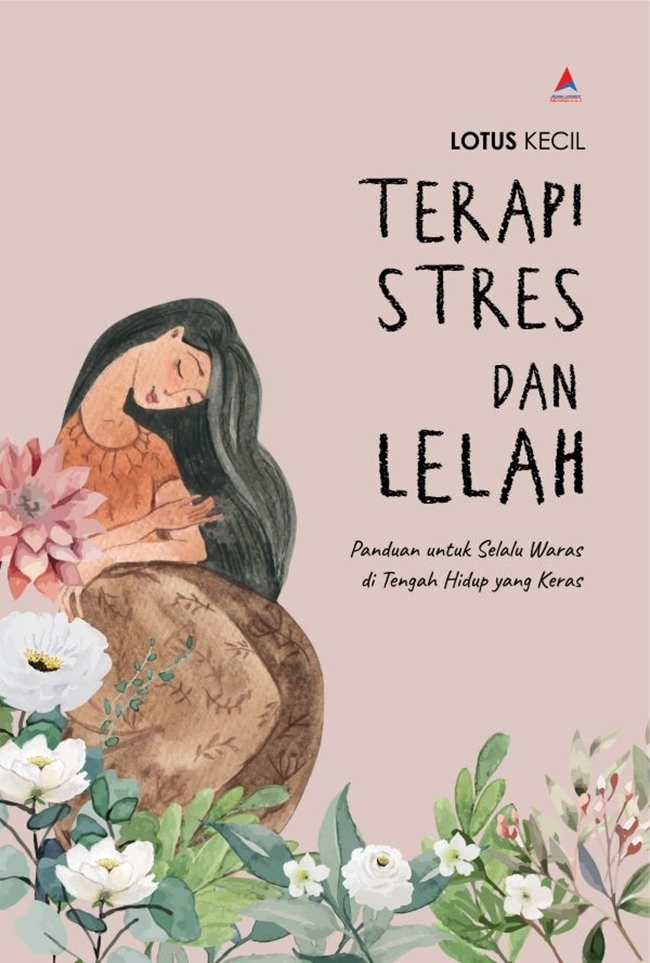 LOTUS KECIL
TERAPI
STRES
DAN
LELAH
Panduan untuk Selalu Waras
di Tengah Hidup yang Keras